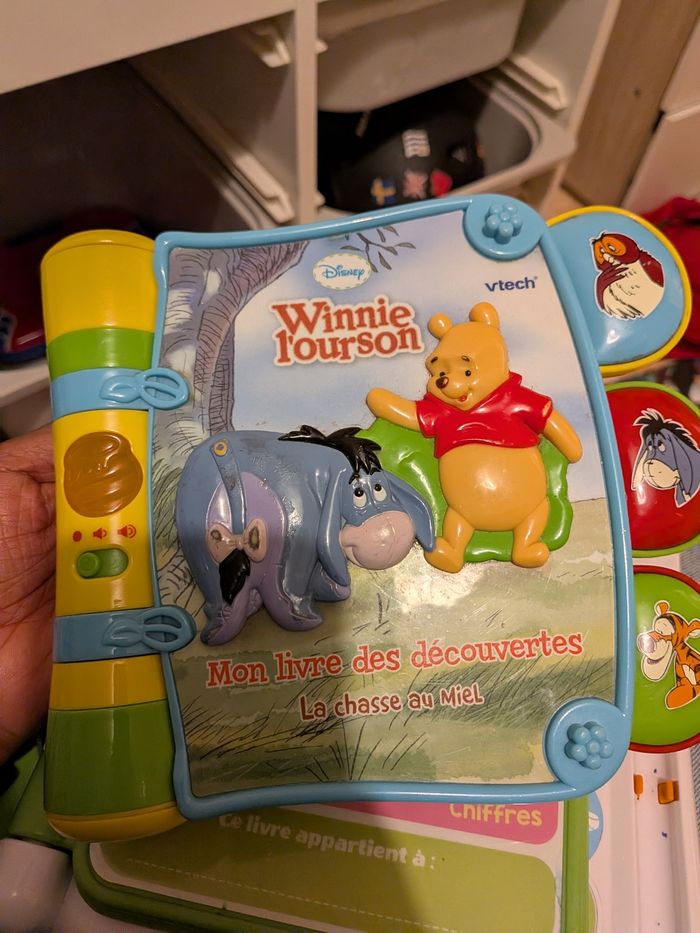 Disney
vtech®
Winnie
l'ourson
Mon livre des découvertes
La chasse au Miel
Chiffres
Ce livre appartient à :